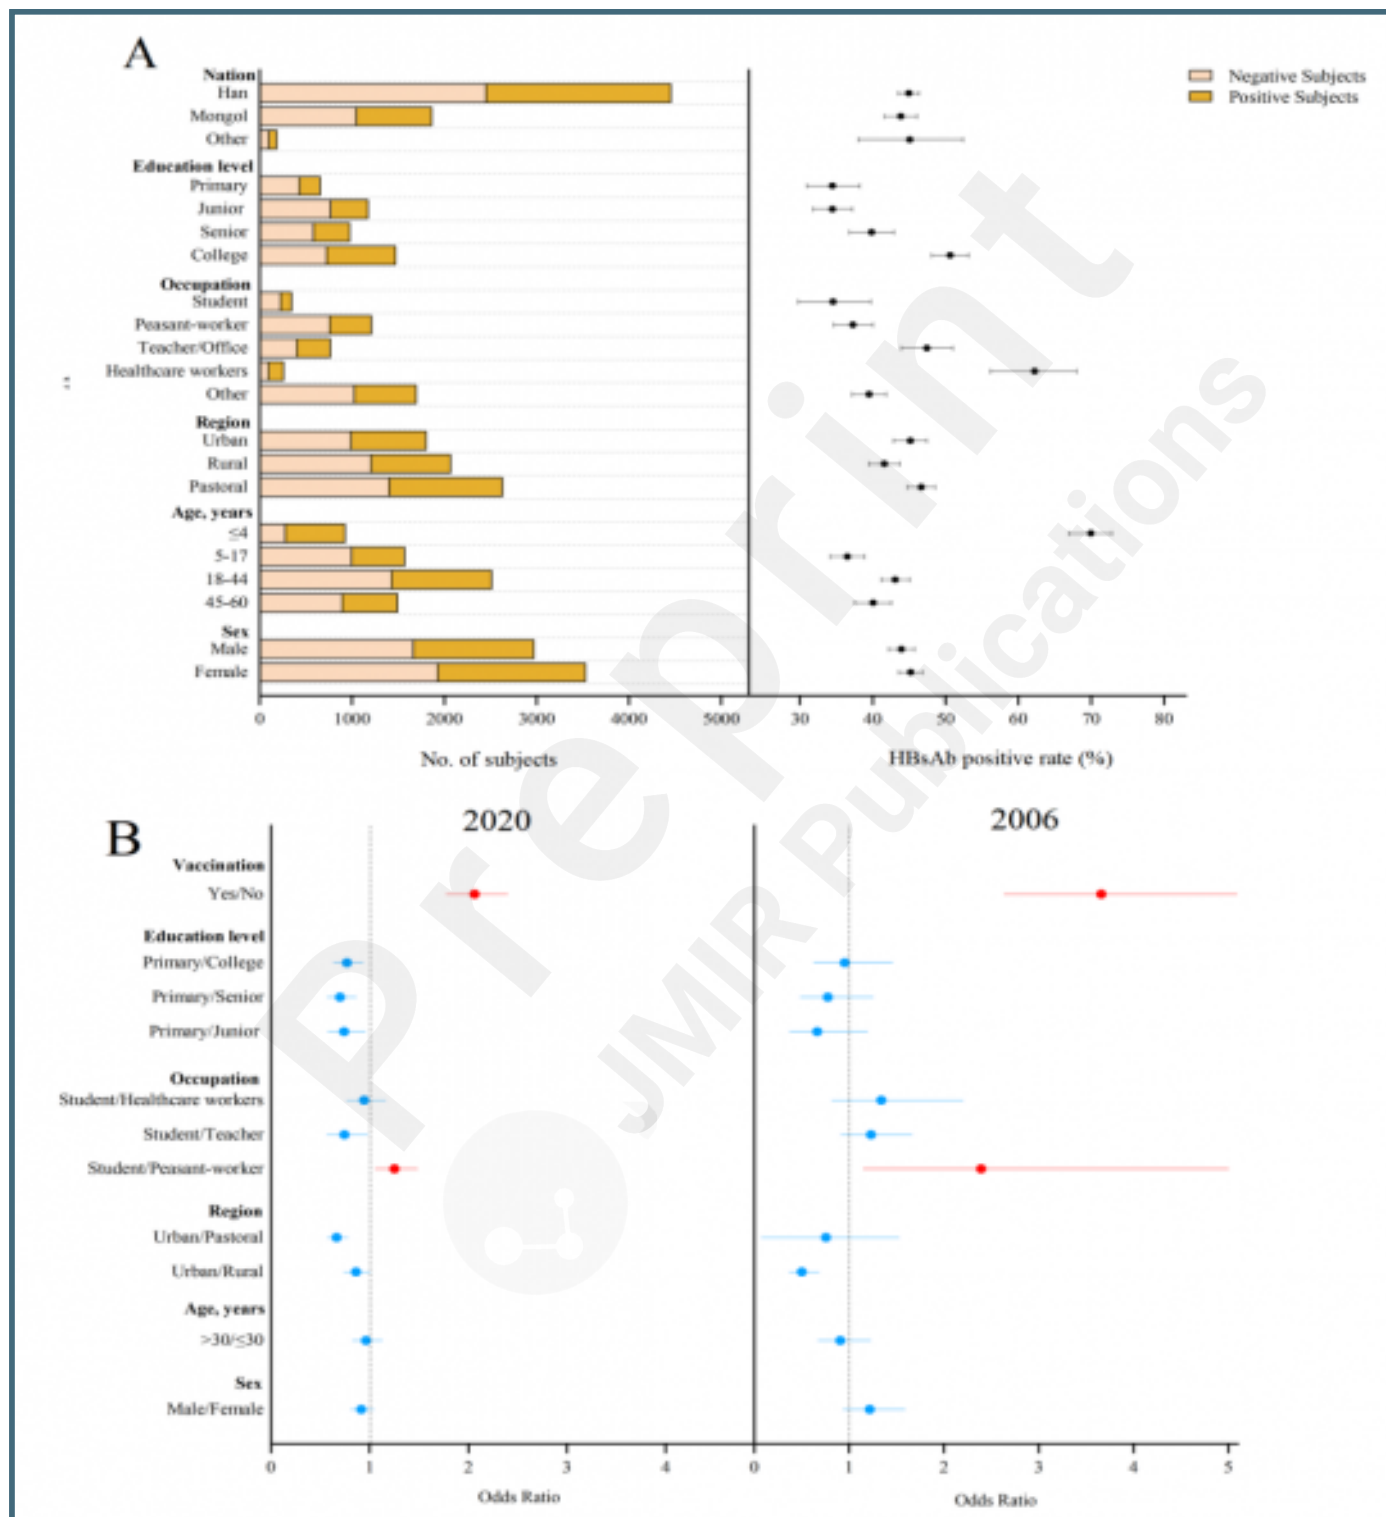 A
Negative Subjects
Positive Subjects
Nation
Han
Mongol
Other
Education level
Primary
Junior
Senior
College
Occupation
Student
Peasant-worker
Teacher/Office
Healthcare workers
Other
Region
Urban
Rural
Pastoral
Age, years
≤4
5-17
18-44
45-60
Sex
Male
Female
0 1000 2000 3000 4000 5000 30 40 50 60 70 80
No. of subjects HBsAb positive rate (%)
B
2020 2006
Vaccination
Yes/No
Education level
Primary/College
Primary/Senior
Primary/Junior
Occupation
Student/Healthcare workers
Student/Teacher
Student/Peasant-worker
Region
Urban/Pastoral
Urban/Rural
Age, years
>30/≤30
Sex
Male/Female
0 1 2 3 4 0 1 2 3 4 5
Odds Ratio Odds Ratio
Preprint
JMIR Publications